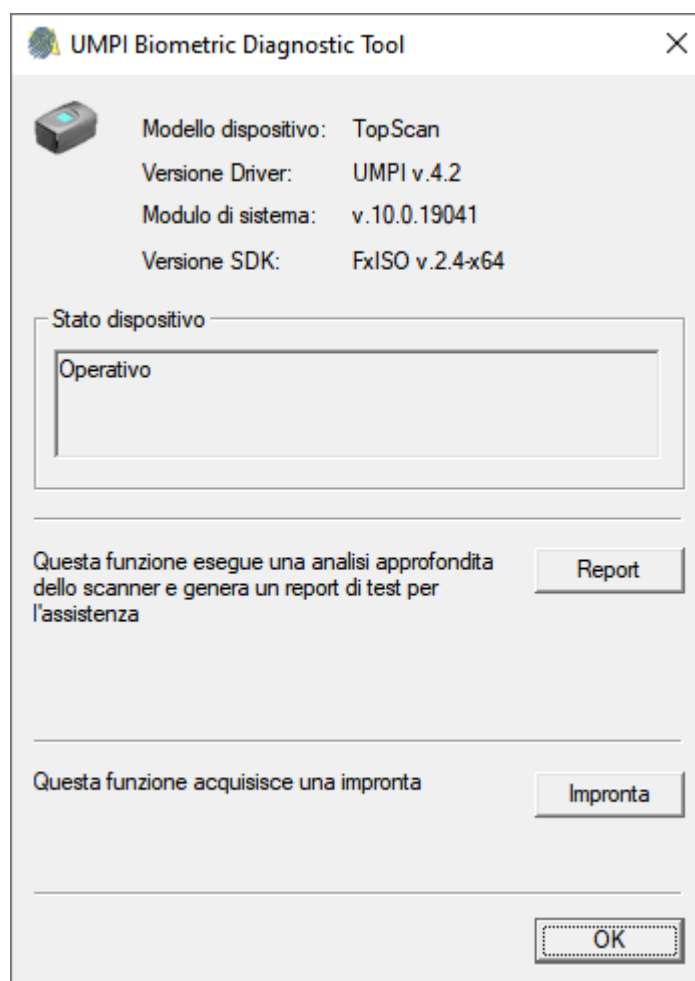 UMPI Biometric Diagnostic Tool
Modello dispositivo: TopScan
Versione Driver: UMPI v.4.2
Modulo di sistema: v.10.0.19041
Versione SDK: FxISO v.2.4-x64
Stato dispositivo
Operativo
Questa funzione esegue una analisi approfondita
dello scanner e genera un report di test per
l'assistenza
Report
Questa funzione acquisisce una impronta
Impronta
OK